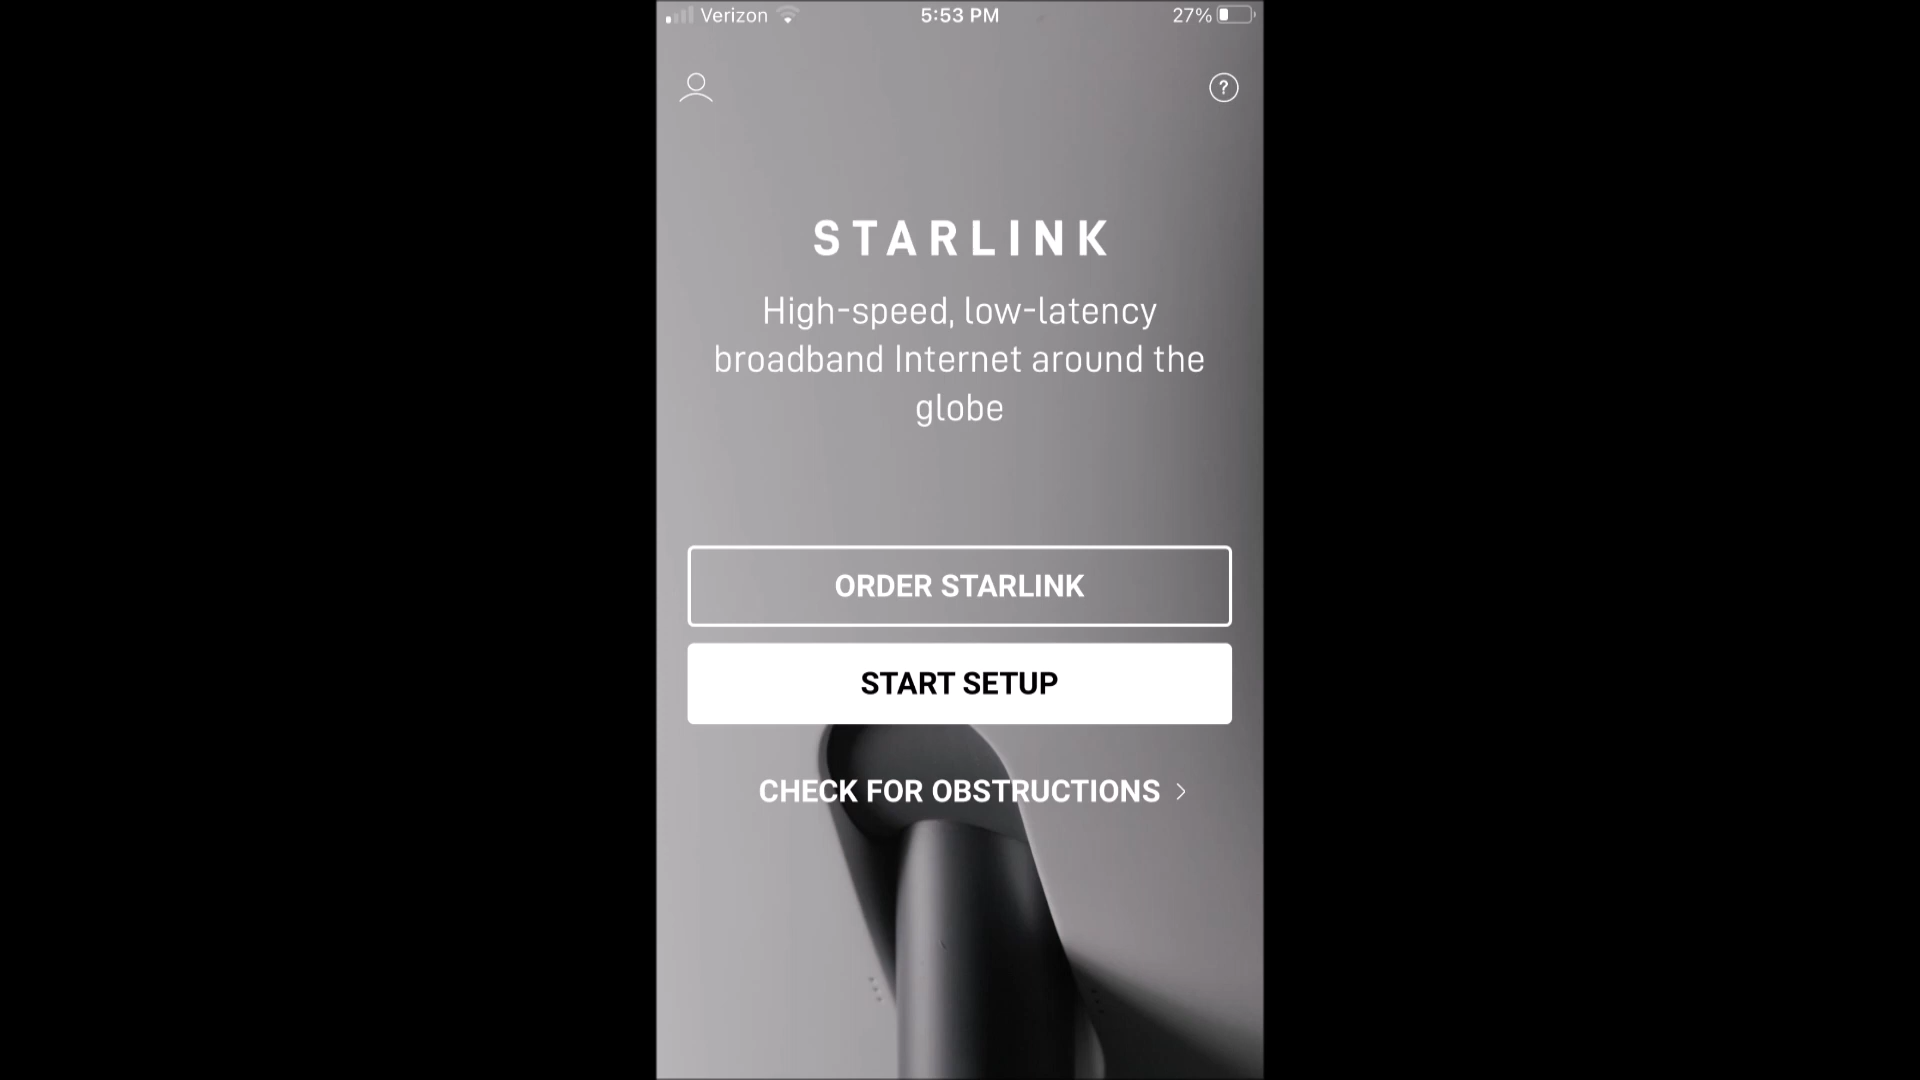 Verizon 5:53 PM 27%
?
STARLINK
High-speed, low-latency
broadband Internet around the
globe
ORDER STARLINK
START SETUP
CHECK FOR OBSTRUCTIONS